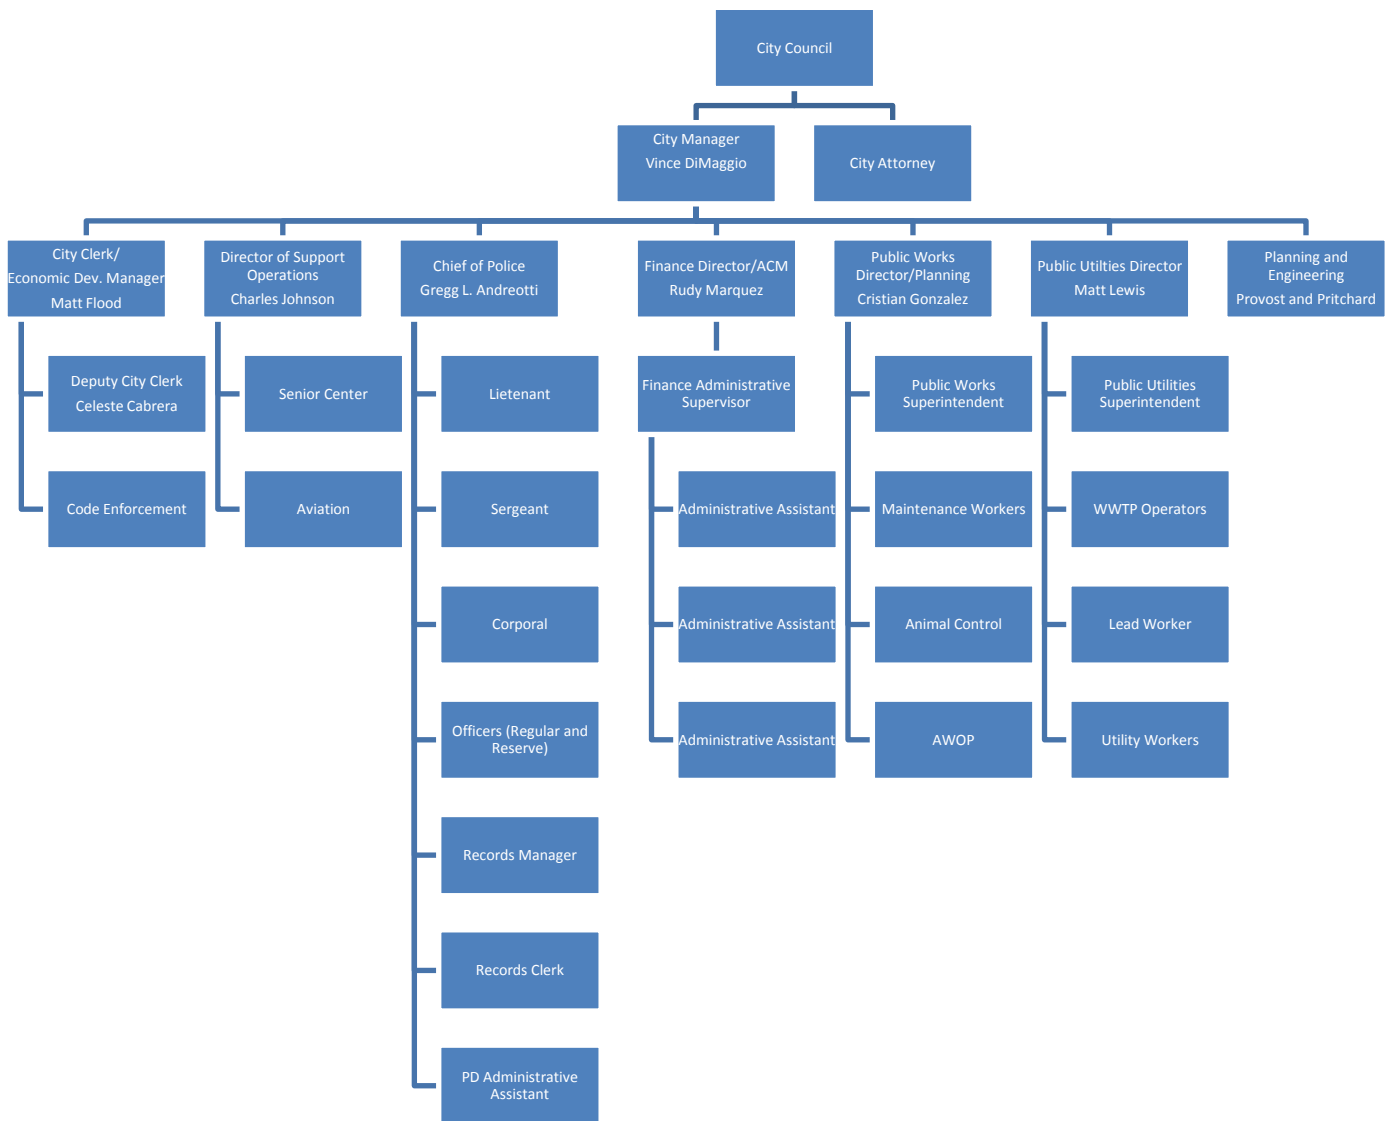 City Council
City Manager
Vince DiMaggio
City Attorney
City Clerk/
Economic Dev. Manager
Matt Flood
Director of Support
Operations
Charles Johnson
Chief of Police
Gregg L. Andreotti
Finance Director/ACM
Rudy Marquez
Public Works
Director/Planning
Cristian Gonzalez
Public Utilties Director
Matt Lewis
Planning and
Engineering
Provost and Pritchard
Deputy City Clerk
Celeste Cabrera
Senior Center
Lietenant
Finance Administrative
Supervisor
Public Works
Superintendent
Public Utilities
Superintendent
Code Enforcement
Aviation
Sergeant
Administrative Assistant
Maintenance Workers
WWTP Operators
Corporal
Administrative Assistant
Animal Control
Lead Worker
Officers (Regular and
Reserve)
Administrative Assistant
AWOP
Utility Workers
Records Manager
Records Clerk
PD Administrative
Assistant